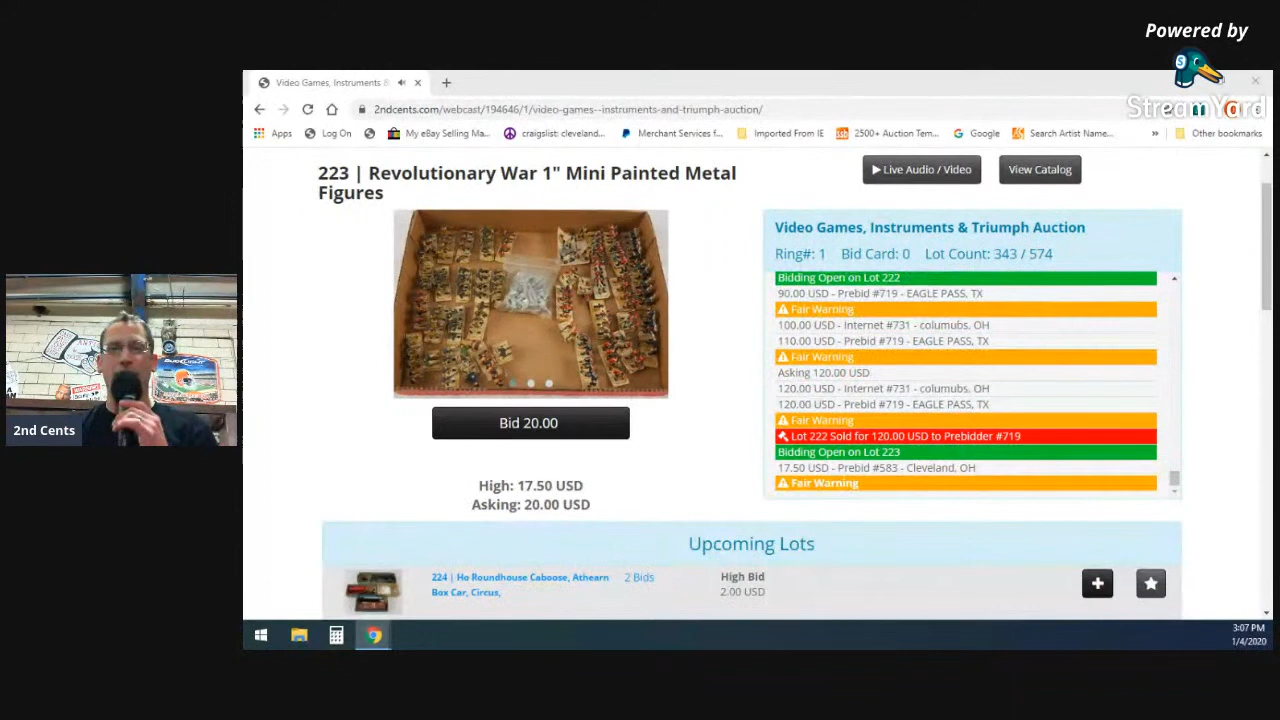 Powered by
StreamYard
Video Games, Instruments &
2ndcents.com/webcast/194646/1/video-games--instruments-and-triumph-auction/
Apps
Log On
My eBay Selling Ma...
craigslist: cleveland...
Merchant Services f...
Imported From IE
2500+ Auction Tem...
Google
Search Artist Name...
»
Other bookmarks
223 | Revolutionary War 1" Mini Painted Metal
Figures
Live Audio / Video
View Catalog
Video Games, Instruments & Triumph Auction
Ring#: 1 Bid Card: 0 Lot Count: 343 / 574
Bidding Open on Lot 222
90.00 USD - Prebid #719 - EAGLE PASS, TX
Fair Warning
100.00 USD - Internet #731 - columubs, OH
110.00 USD - Prebid #719 - EAGLE PASS, TX
Fair Warning
Asking 120.00 USD
120.00 USD - Internet #731 - columubs, OH
120.00 USD - Prebid #719 - EAGLE PASS, TX
Fair Warning
Lot 222 Sold for 120.00 USD to Prebidder #719
Bidding Open on Lot 223
17.50 USD - Prebid #583 - Cleveland, OH
Fair Warning
Bid 20.00
High: 17.50 USD
Asking: 20.00 USD
2nd Cents
Upcoming Lots
224 | Ho Roundhouse Caboose, Athearn
Box Car, Circus,
2 Bids
High Bid
2.00 USD
3:07 PM
1/4/2020